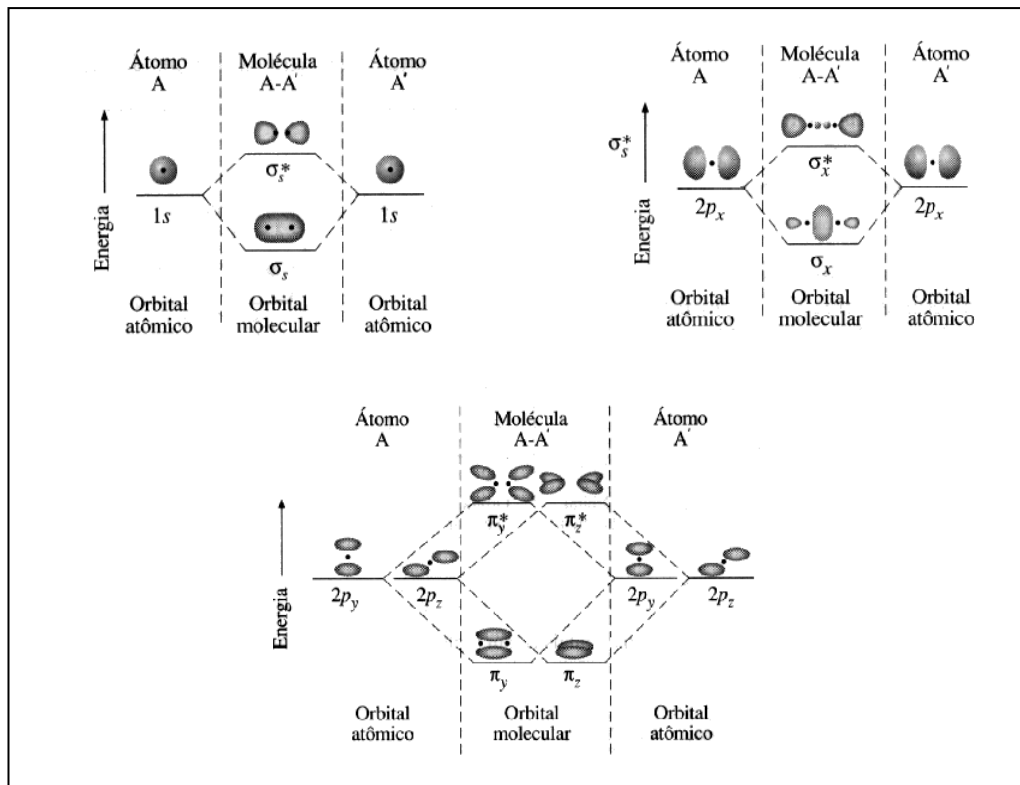 Átomo Molécula Átomo
A A-A' A'
Energia
σs*
1s 1s
σs
Orbital Orbital Orbital
atômico molecular atômico
Átomo Molécula Átomo
A A-A' A'
σs*
Energia
σx*
2px 2px
σx
Orbital Orbital Orbital
atômico molecular atômico
Átomo Molécula Átomo
A A-A' A'
Energia
πy* πz*
2py 2pz 2py 2pz
πy πz
Orbital Orbital Orbital
atômico molecular atômico